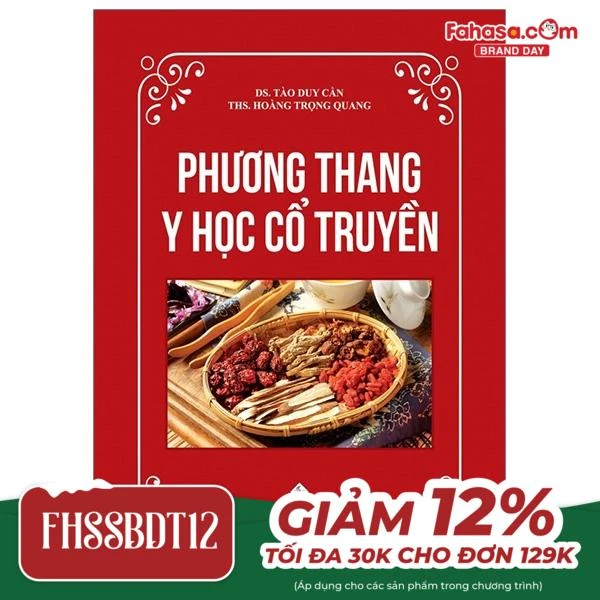 Fahasa.com
BRAND DAY
DS. TÀO DUY CẦN
THS. HOÀNG TRỌNG QUANG
PHƯƠNG THANG
Y HỌC CỔ TRUYỀN
FHSSBDT12
GIẢM 12%
TỐI ĐA 30K CHO ĐƠN 129K
(Áp dụng cho các sản phẩm trong chương trình)